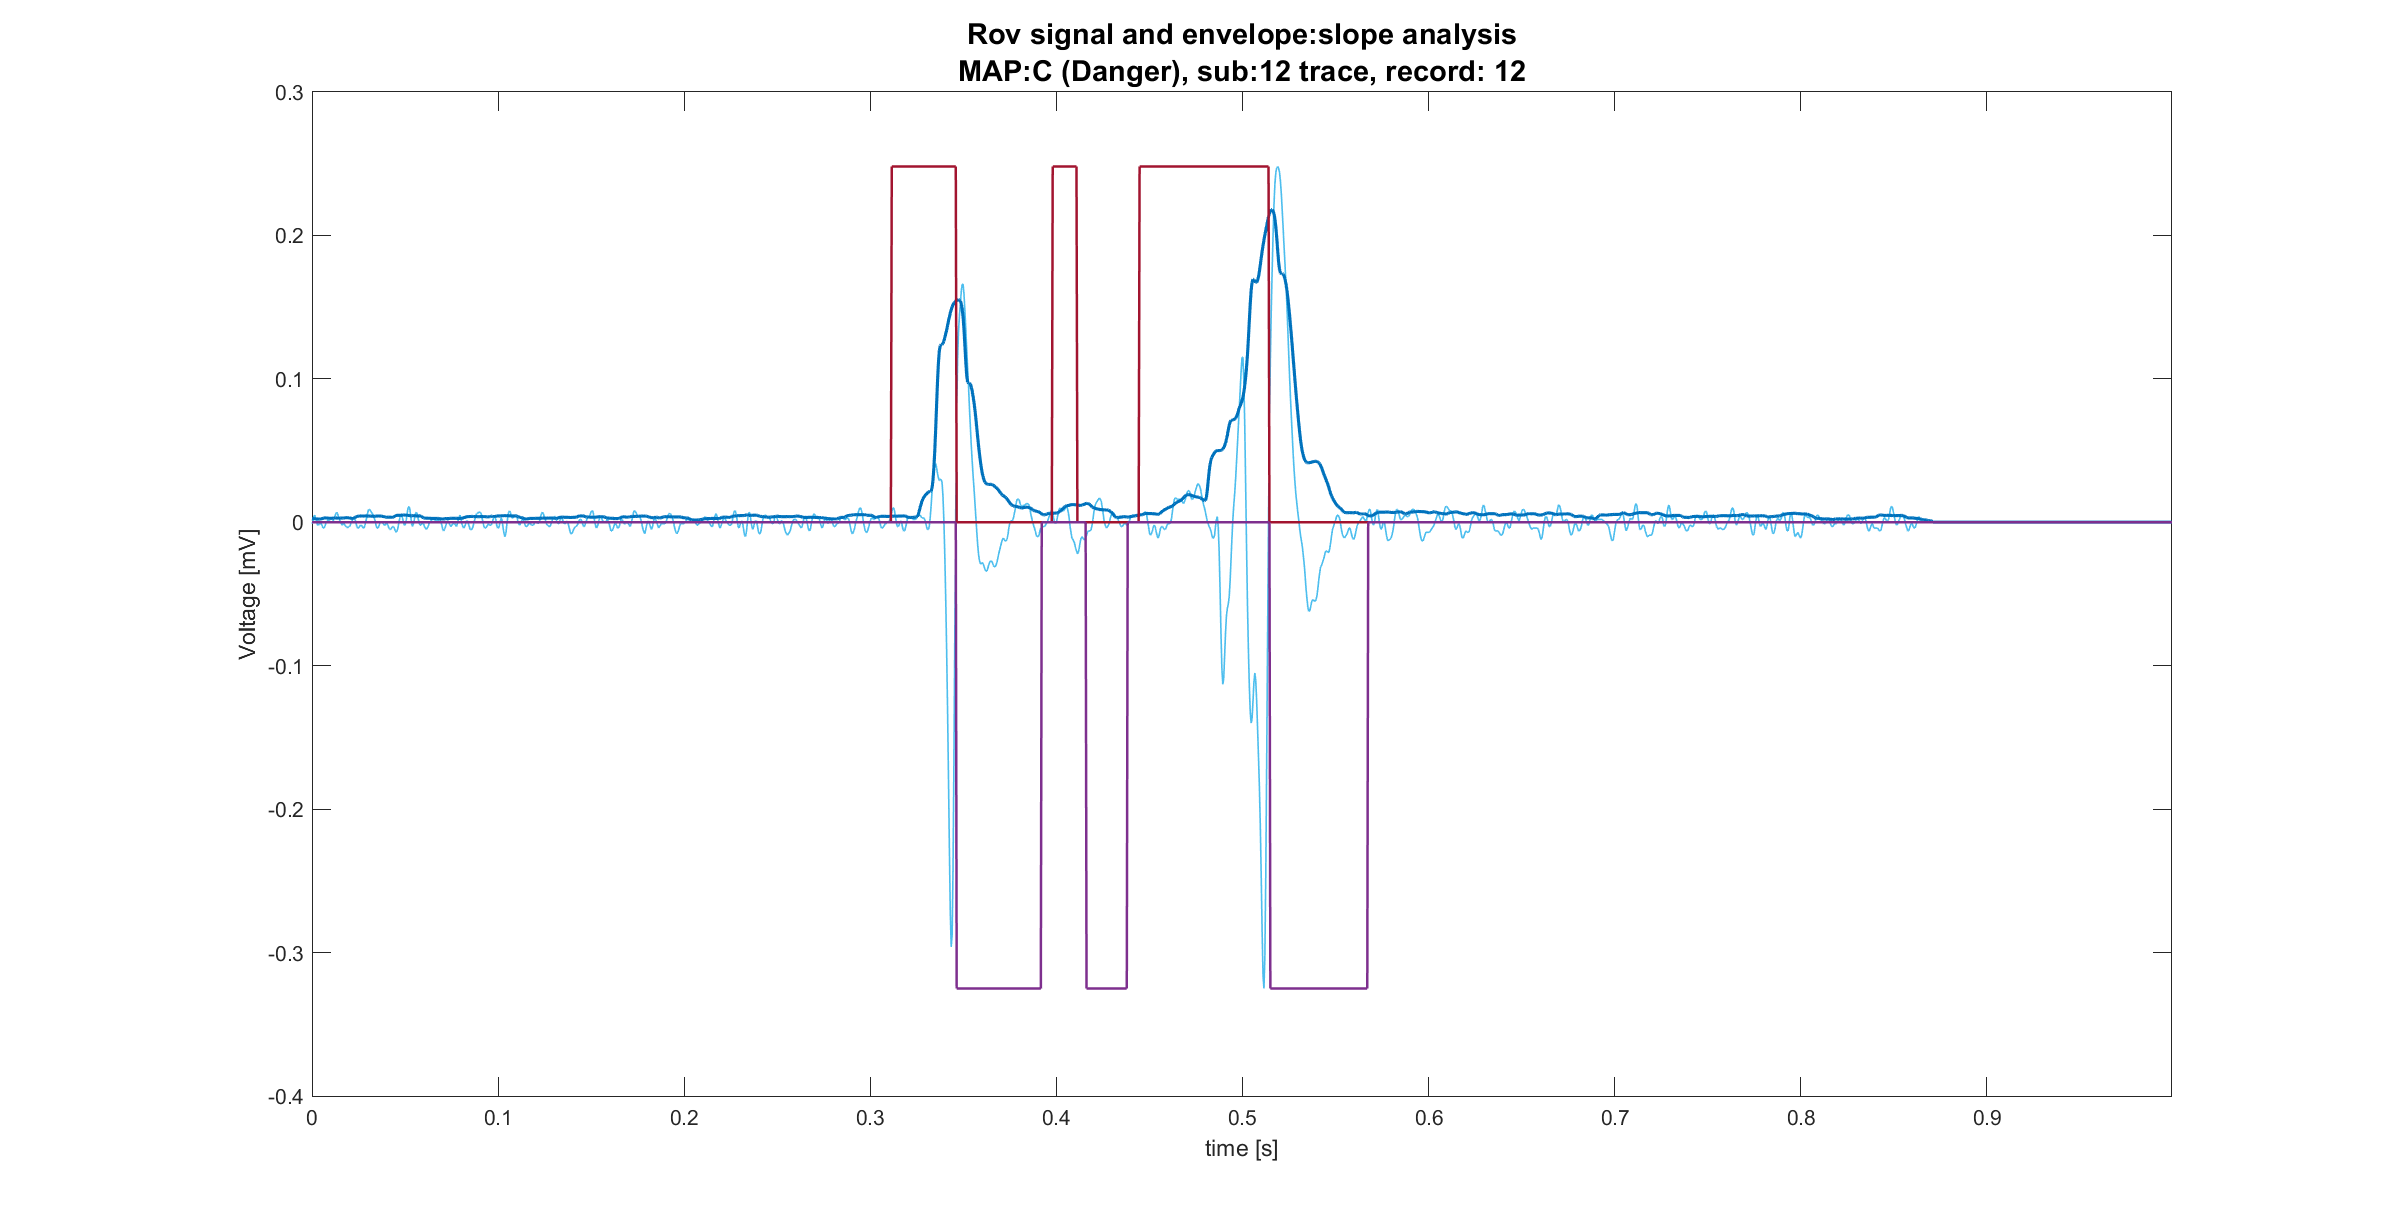 Rov signal and envelope:slope analysis
MAP:C (Danger), sub:12 trace, record: 12
0.3
0.2
0.1
0
-0.1
-0.2
-0.3
-0.4
Voltage [mV]
0 0.1 0.2 0.3 0.4 0.5 0.6 0.7 0.8 0.9
time [s]